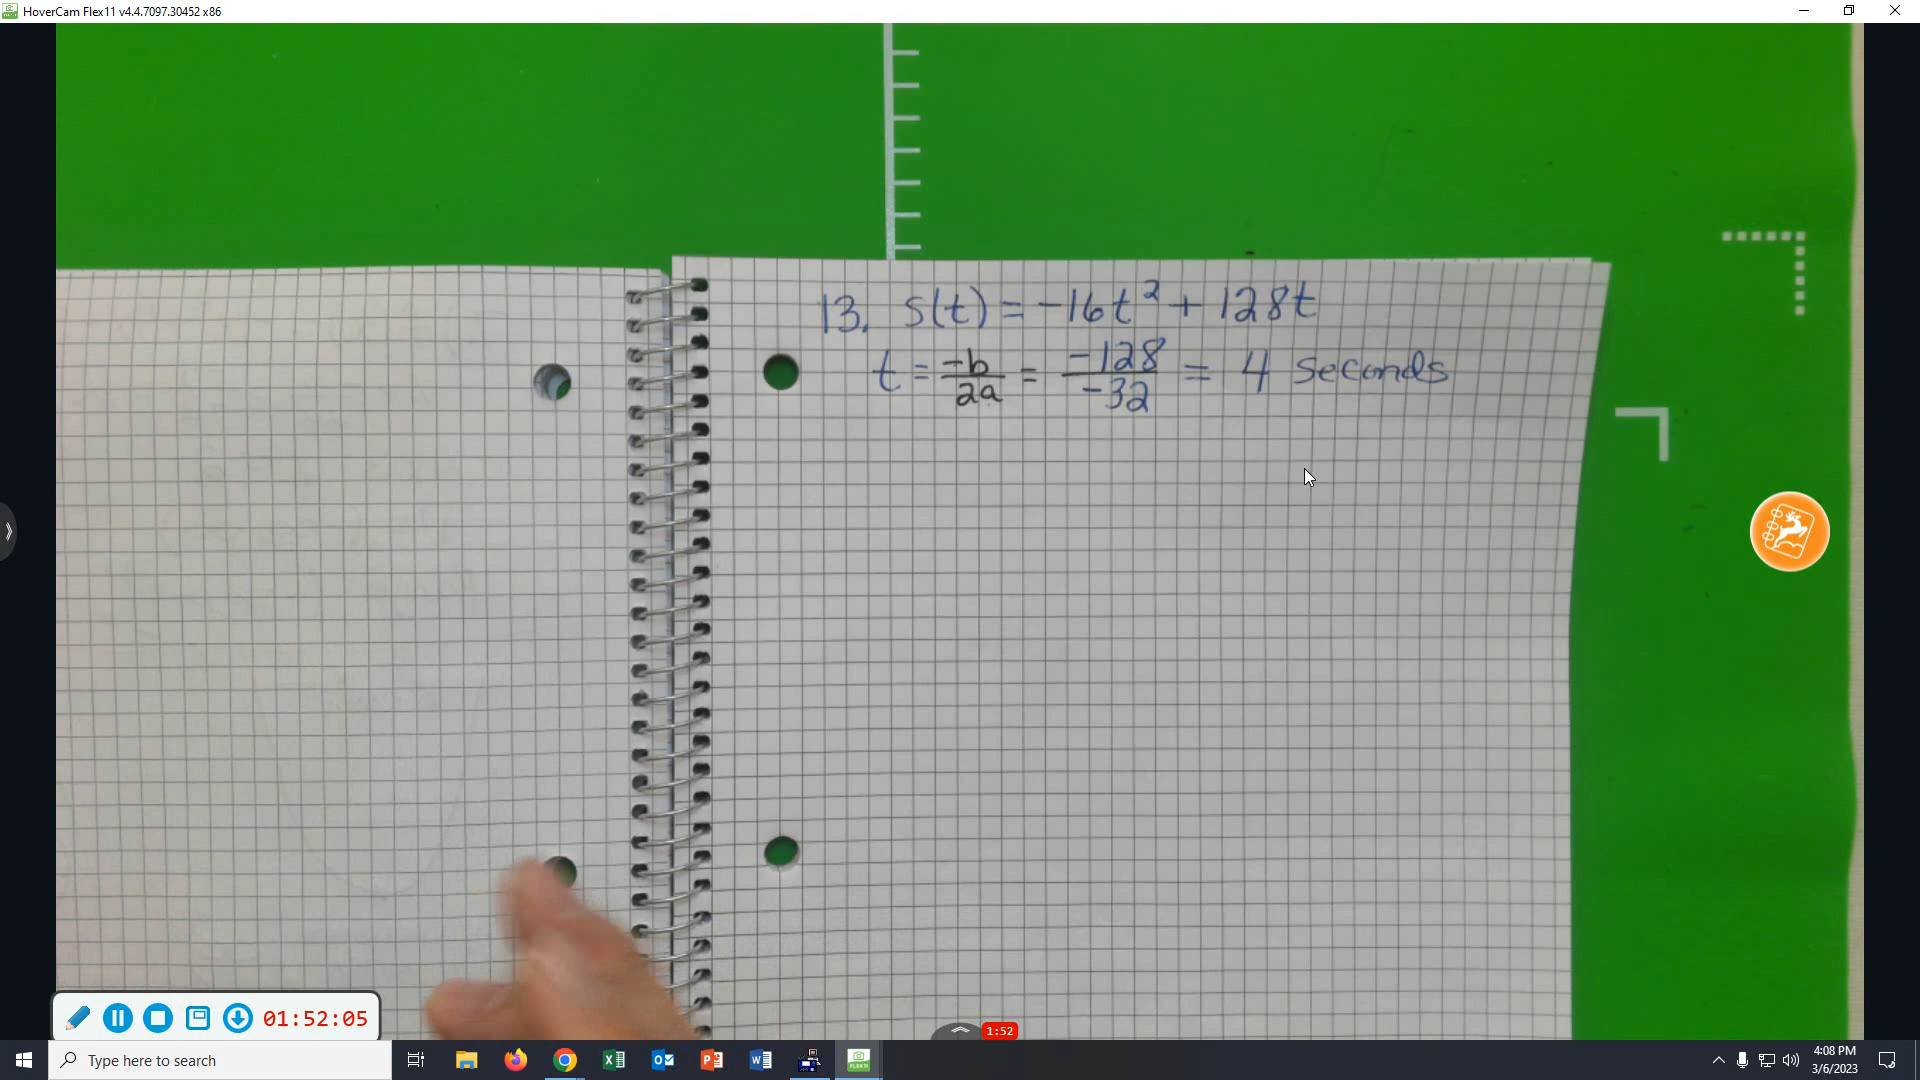 HoverCam Flex11 v4.4.7097.30452 x86
13. s(t) = -16t² + 128t
t = -b/2a = -128/-32 = 4 seconds
01:52:05
1:52
Type here to search
4:08 PM
3/6/2023